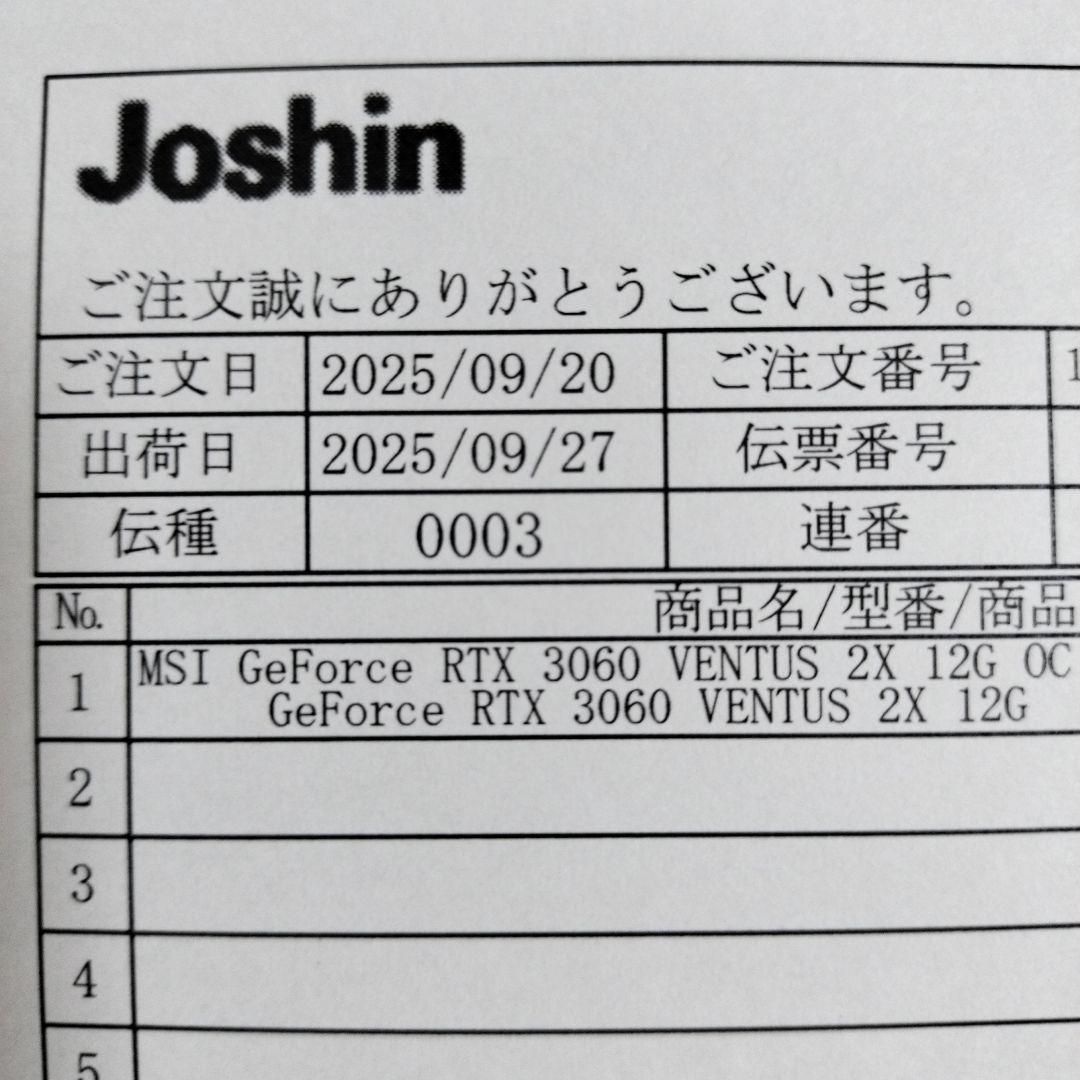 Joshin
ご注文誠にありがとうございます。
ご注文日 2025/09/20 ご注文番号 1
出荷日 2025/09/27 伝票番号
伝種 0003 連番
No. 商品名/型番/商品
1 MSI GeForce RTX 3060 VENTUS 2X 12G OC
GeForce RTX 3060 VENTUS 2X 12G
2
3
4
5